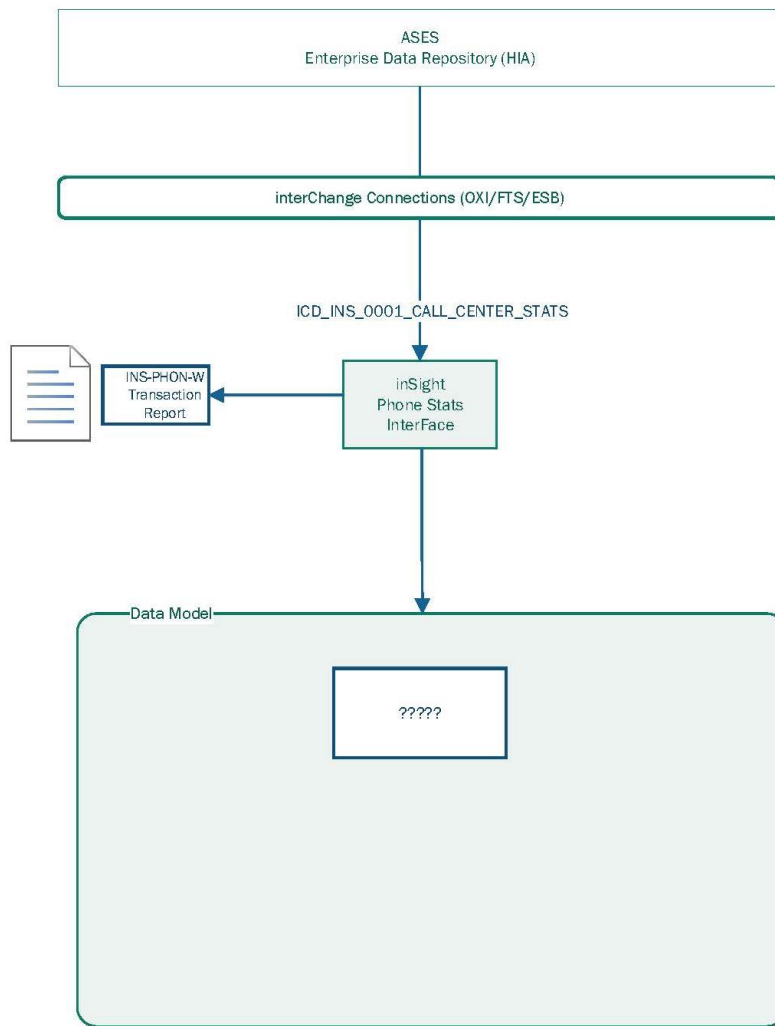 ASES
Enterprise Data Repository (HIA)
interChange Connections (OXI/FTS/ESB)
ICD_INS_0001_CALL_CENTER_STATS
INS-PHON-W
Transaction
Report
inSight
Phone Stats
InterFace
Data Model
?????